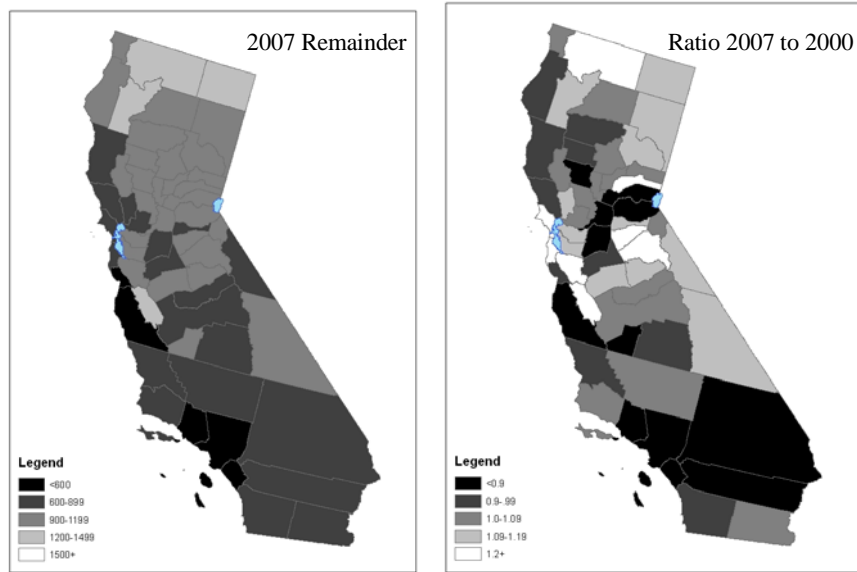 2007 Remainder
Legend
<600
600-899
900-1199
1200-1499
1500+
Ratio 2007 to 2000
Legend
<0.9
0.9-.99
1.0-1.09
1.09-1.19
1.2+